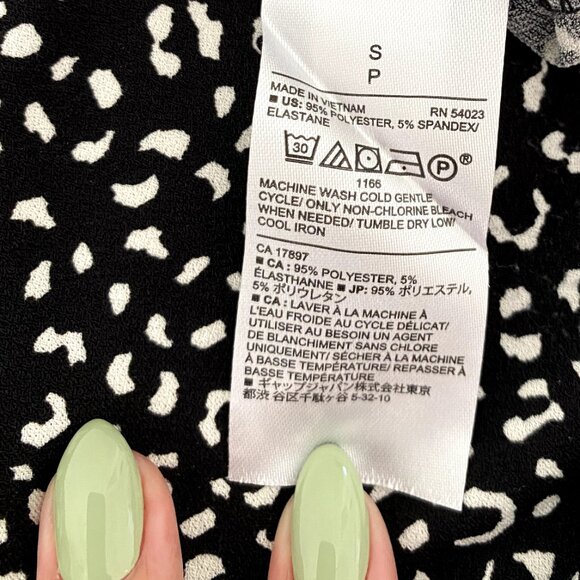 S
P
MADE IN VIETNAM RN 54023
■ US: 95% POLYESTER, 5% SPANDEX/
ELASTANE
30 P ®
1166
MACHINE WASH COLD GENTLE
CYCLE/ ONLY NON-CHLORINE BLEACH
WHEN NEEDED/ TUMBLE DRY LOW/
COOL IRON
CA 17897
■ CA : 95% POLYESTER, 5%
ÉLASTHANNE ■ JP: 95% ポリエステル,
5% ポリウレタン
■ CA : LAVER À LA MACHINE À
L'EAU FROIDE AU CYCLE DÉLICAT/
UTILISER AU BESOIN UN AGENT
DE BLANCHIMENT SANS CHLORE
UNIQUEMENT/ SÉCHER À LA MACHINE
À BASSE TEMPÉRATURE/ REPASSER À
BASSE TEMPÉRATURE
■ ギャップジャパン株式会社東京
都渋谷区千駄ヶ谷 5-32-10